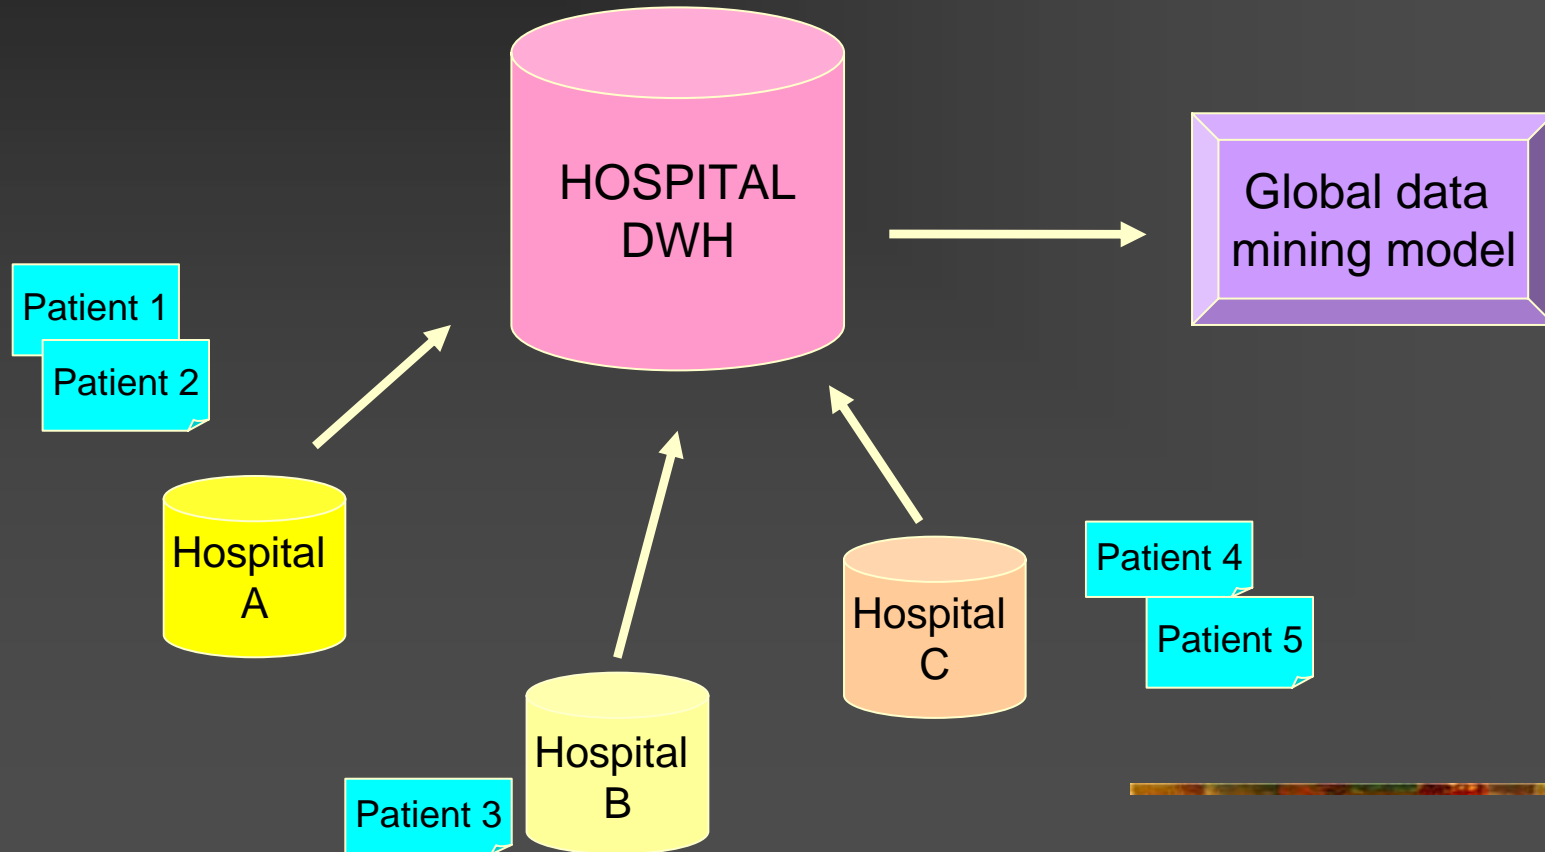 HOSPITAL
DWH
Global data
mining model
Patient 1
Patient 2
Hospital
A
Hospital
B
Patient 3
Hospital
C
Patient 4
Patient 5